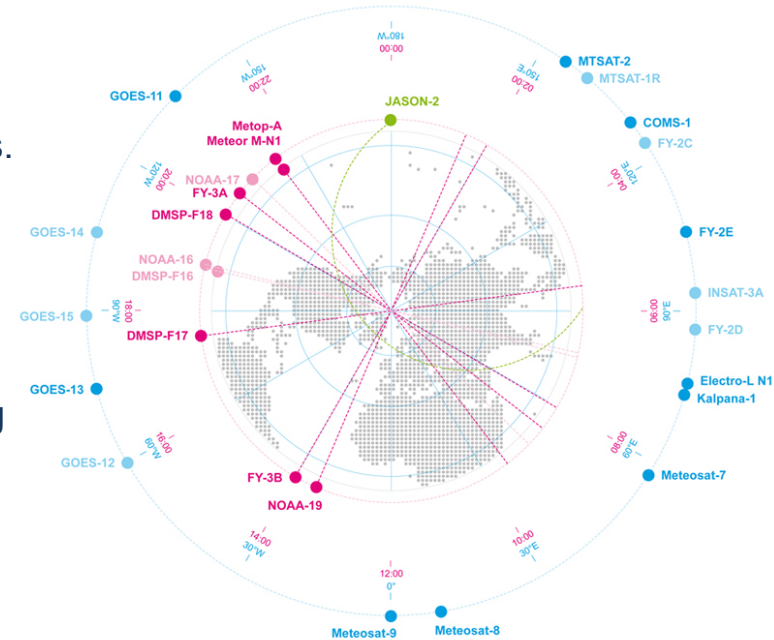 180°W
00:00
MTSAT-2
MTSAT-1R
150°W
22:00
150°E
02:00
GOES-11
JASON-2
COMS-1
FY-2C
Metop-A
Meteor M-N1
s.
120°W
20:00
120°E
04:00
NOAA-17
FY-3A
DMSP-F18
GOES-14
FY-2E
NOAA-16
DMSP-F16
INSAT-3A
GOES-15
90°W
18:00
06:00
90°E
FY-2D
DMSP-F17
GOES-13
Electro-L N1
Kalpana-1
g
16:00
60°W
08:00
60°E
GOES-12
Meteosat-7
FY-3B
NOAA-19
14:00
30°W
10:00
30°E
12:00
0°
Meteosat-9
Meteosat-8